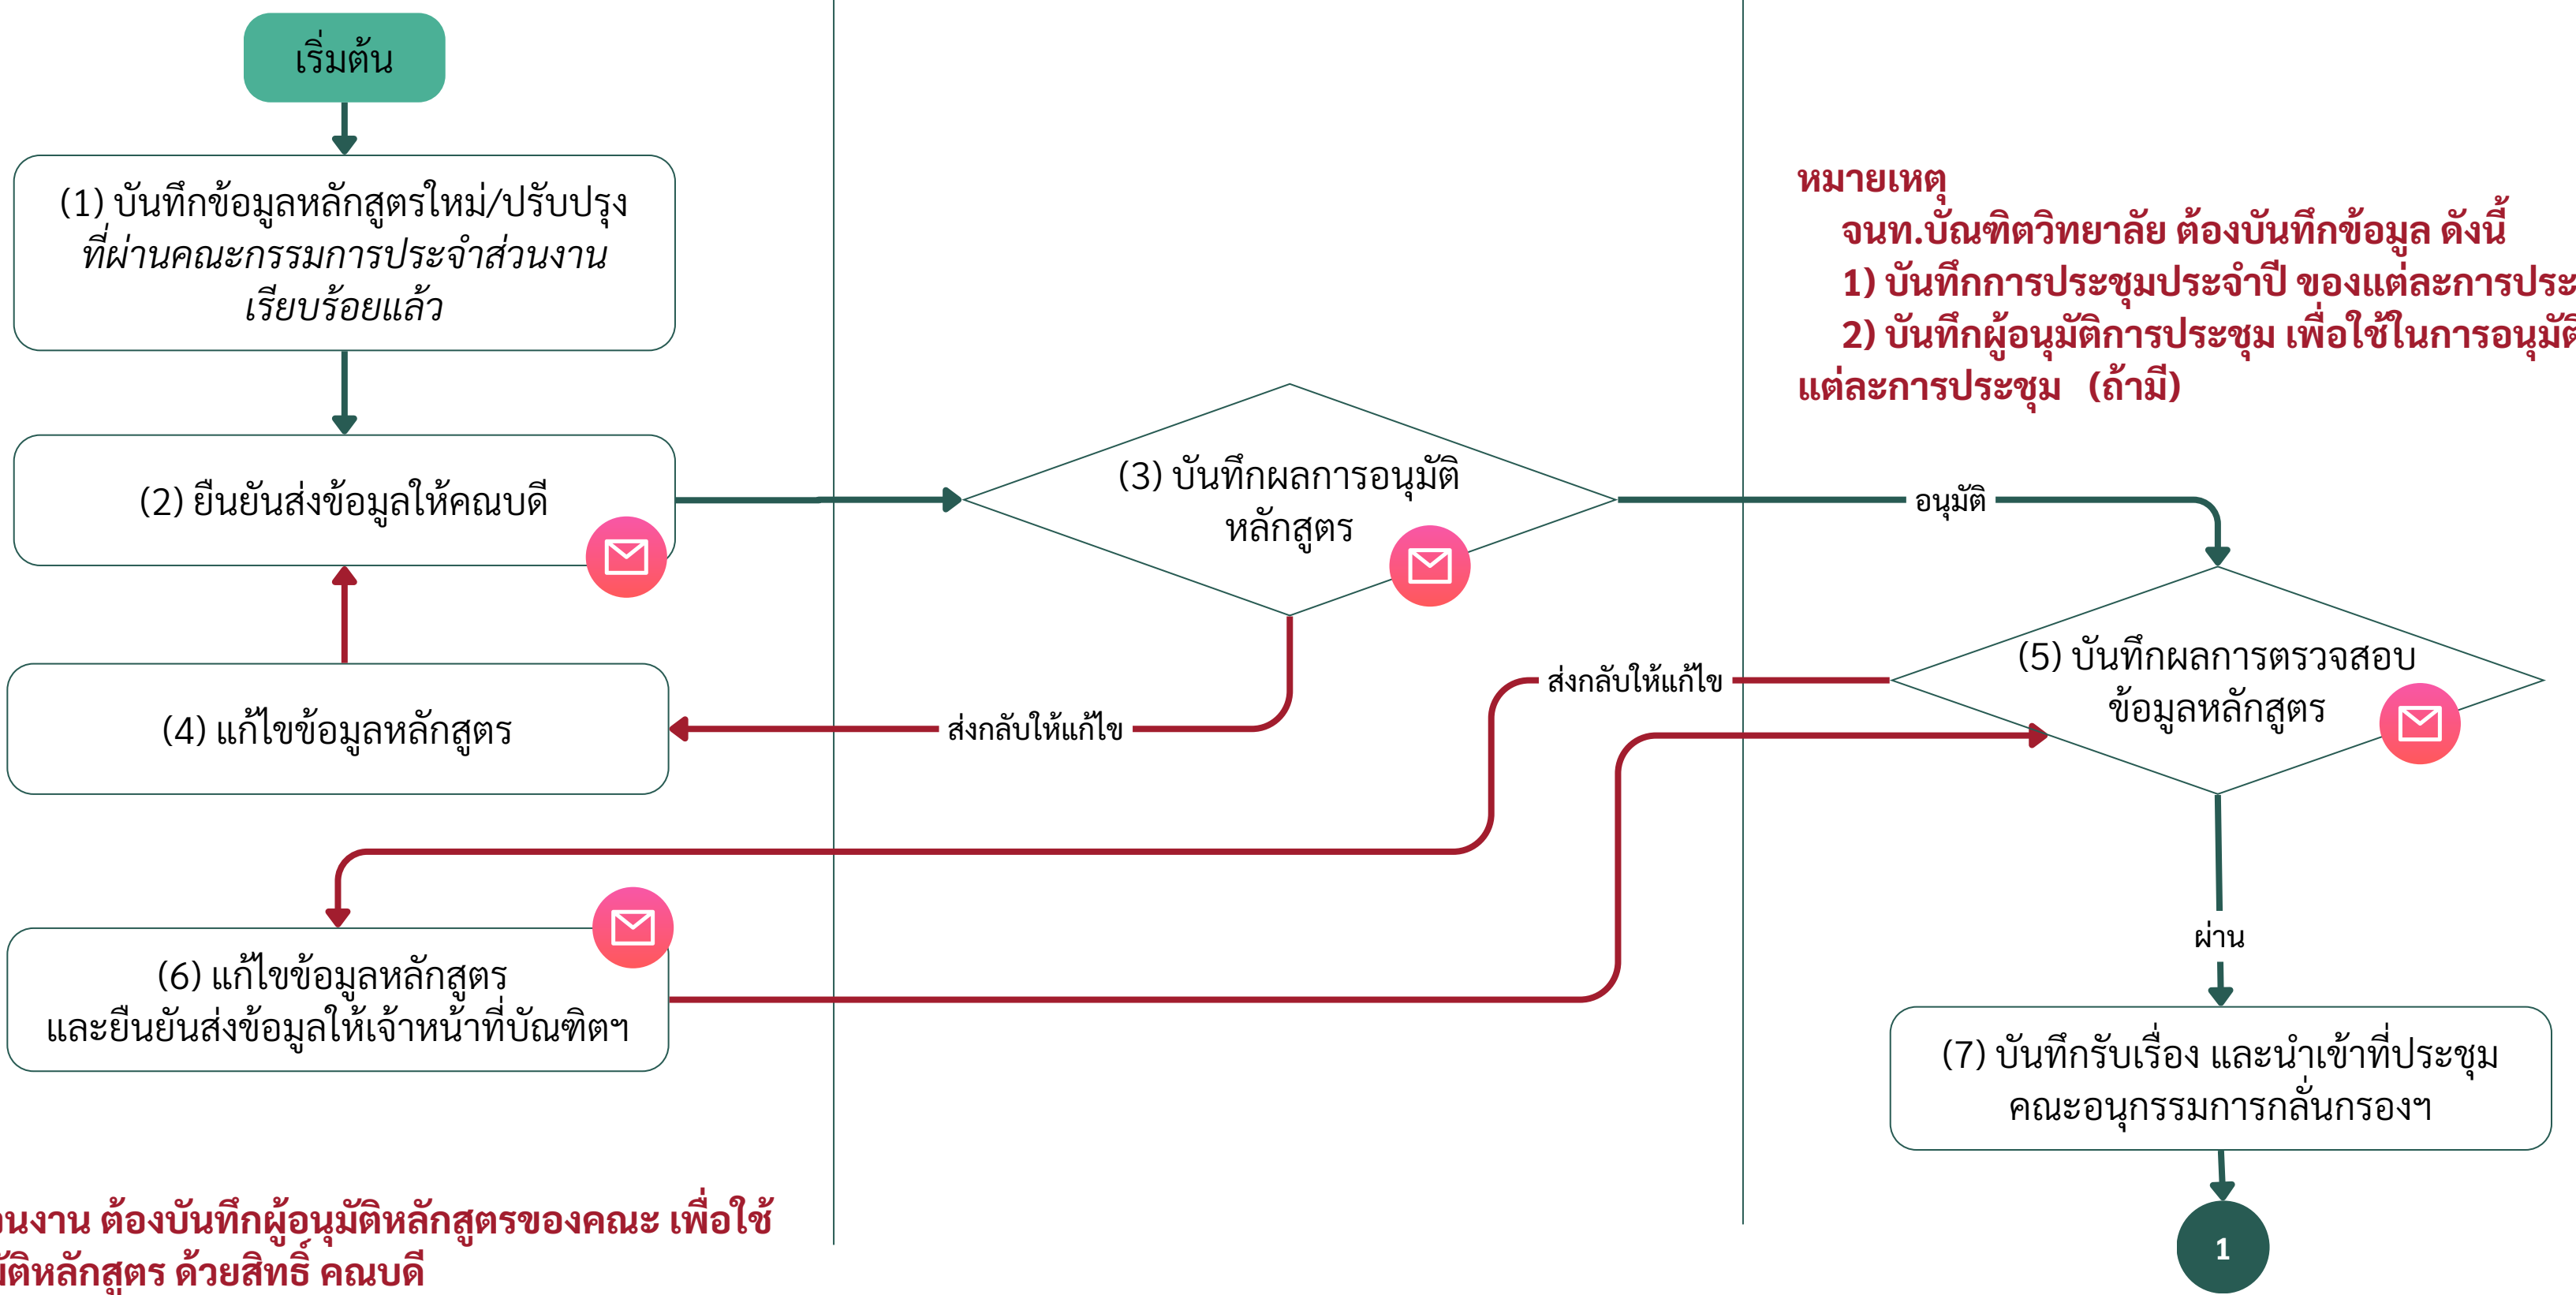 เริ่มต้น
(1) บันทึกข้อมูลหลักสูตรใหม่/ปรับปรุง
ที่ผ่านคณะกรรมการประจำส่วนงาน
เรียบร้อยแล้ว
(2) ยืนยันส่งข้อมูลให้คณบดี
(3) บันทึกผลการอนุมัติ
หลักสูตร
ส่งกลับให้แก้ไข
(4) แก้ไขข้อมูลหลักสูตร
หมายเหตุ
จนท.บัณฑิตวิทยาลัย ต้องบันทึกข้อมูล ดังนี้
1) บันทึกการประชุมประจำปี ของแต่ละการประ
2) บันทึกผู้อนุมัติการประชุม เพื่อใช้ในการอนุมัติ
แต่ละการประชุม (ถ้ามี)
อนุมัติ
(5) บันทึกผลการตรวจสอบ
ข้อมูลหลักสูตร
ส่งกลับให้แก้ไข
(6) แก้ไขข้อมูลหลักสูตร
และยืนยันส่งข้อมูลให้เจ้าหน้าที่บัณฑิตฯ
ผ่าน
(7) บันทึกรับเรื่อง และนำเข้าที่ประชุม
คณะอนุกรรมการกลั่นกรองฯ
1
นงาน ต้องบันทึกผู้อนุมัติหลักสูตรของคณะ เพื่อใช้
มัติหลักสูตร ด้วยสิทธิ์ คณบดี